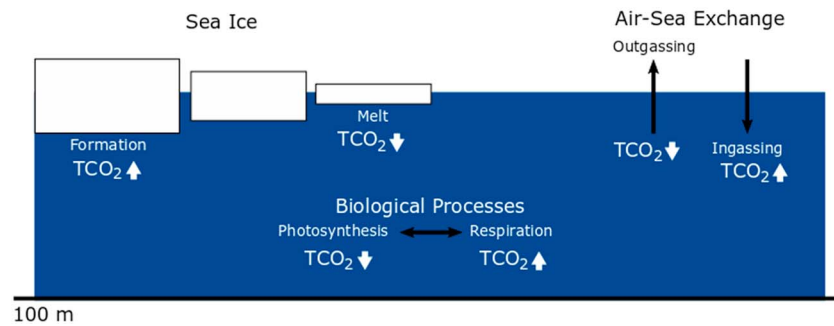 Sea Ice
Air-Sea Exchange
Outgassing
Formation
TCO₂
Melt
TCO₂
TCO₂
Ingassing
TCO₂
Biological Processes
Photosynthesis
Respiration
TCO₂
TCO₂
100 m